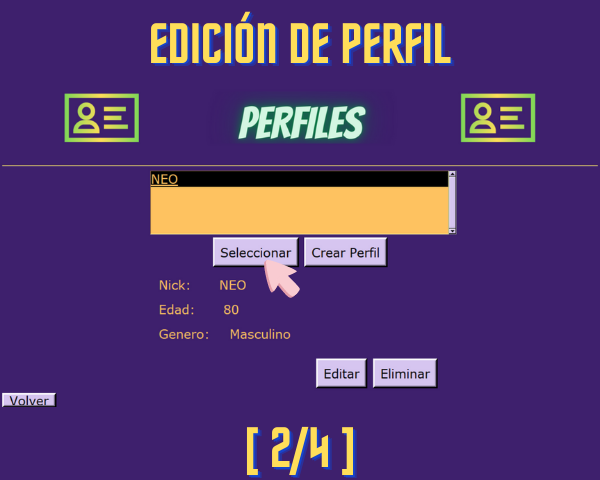 EDICIÓN DE PERFIL
PERFILES
NEO
Seleccionar Crear Perfil
Nick: NEO
Edad: 80
Genero: Masculino
Editar Eliminar
Volver
[ 2/4 ]